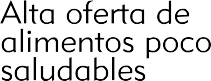 Alta oferta de
alimentos poco
saludables